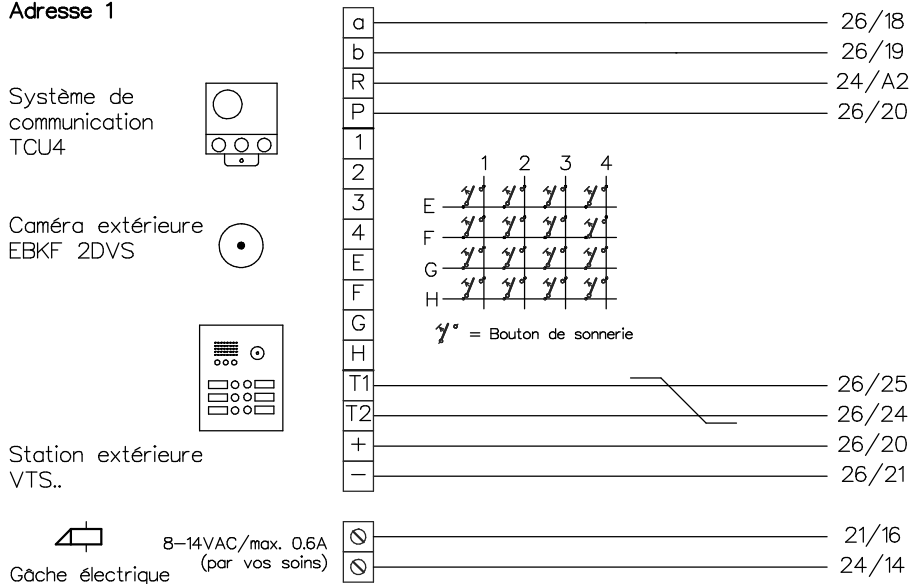 Adresse 1
a 26/18
b 26/19
R 24/A2
P 26/20
Système de
communication
TCU4
1
2
3
4
E
F
G
H
1 2 3 4
E
F
G
H
= Bouton de sonnerie
Caméra extérieure
EBKF 2DVS
T1 26/25
T2 26/24
+ 26/20
− 26/21
Station extérieure
VTS..
8–14VAC/max. 0.6A
(par vos soins)
21/16
24/14
Gâche électrique